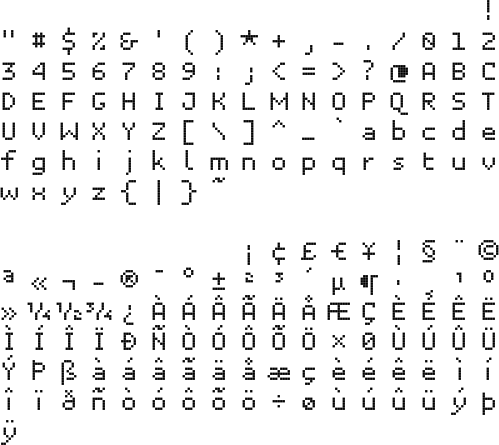 !
" # $ % & ' ( ) * + , - . / 0 1 2
3 4 5 6 7 8 9 : ; < = > ? @ A B C
D E F G H I J K L M N O P Q R S T
U V W X Y Z [ \ ] ^ _ ` a b c d e
f g h i j k l m n o p q r s t u v
w x y z { | } ~
¡ ¢ £ € ¥ ¦ § ¨ ©
ª « ¬ - ® ¯ ° ± ² ³ ´ µ ¶ · ¸ ¹ º
» ¼ ½ ¾ ¿ À Á Â Ã Ä Å Æ Ç È É Ê Ë
Ì Í Î Ï Ð Ñ Ò Ó Ô Õ Ö × Ø Ù Ú Û Ü
Ý Þ ß à á â ã ä å æ ç è é ê ë ì í
î ï ð ñ ò ó ô õ ö ÷ ø ù ú û ü ý þ
ÿ